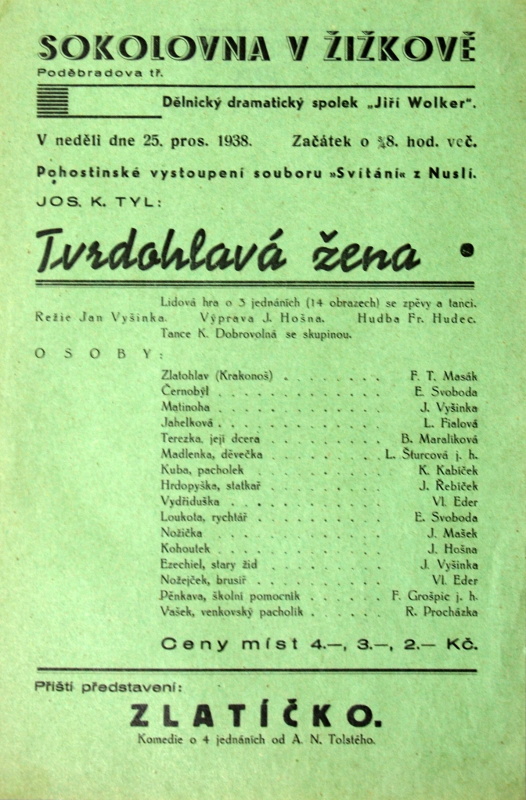 SOKOLOVNA V ŽIŽKOVĚ
Poděbradova tř.
Dělnický dramatický spolek „Jiří Wolker".
V neděli dne 25. pros. 1938. Začátek o ¾8. hod. več.
Pohostinské vystoupení souboru »Svítání« z Nuslí.
JOS. K. TYL:
Tvrdohlavá žena
Lidová hra o 3 jednáních (14 obrazech) se zpěvy a tanci.
Režie Jan Vyšinka. Výprava J. Hošna. Hudba Fr. Hudec.
Tance K. Dobrovolná se skupinou.
OSOBY:
Zlatohlav (Krakonoš) . . . . . . . F. T. Masák
Černobýl . . . . . . . . . . . E. Svoboda
Matinoha . . . . . . . . . . . J. Vyšinka
Jahelková . . . . . . . . . . . L. Fialová
Terezka, její dcera . . . . . . . . B. Maralíková
Madlenka, děvečka . . . . . . . L. Šturcová j. h.
Kuba, pacholek . . . . . . . . . K. Kabíček
Hrdopyška, statkař . . . . . . . . J. Řebíček
Vydřiduška . . . . . . . . . . Vl. Eder
Loukota, rychtář . . . . . . . . . E. Svoboda
Nožička . . . . . . . . . . . J. Mašek
Kohoutek . . . . . . . . . . . J. Hošna
Ezechiel, stary žid . . . . . . . . J. Vyšinka
Nožejček, brusíř . . . . . . . . . Vl. Eder
Pěnkava, školní pomocník . . . . . F. Grošpic j. h.
Vašek, venkovský pacholík . . . . . R. Procházka
Ceny míst 4.—, 3.—, 2.— Kč.
Příští představení:
ZLATÍČKO.
Komedie o 4 jednáních od A. N. Tolstého.